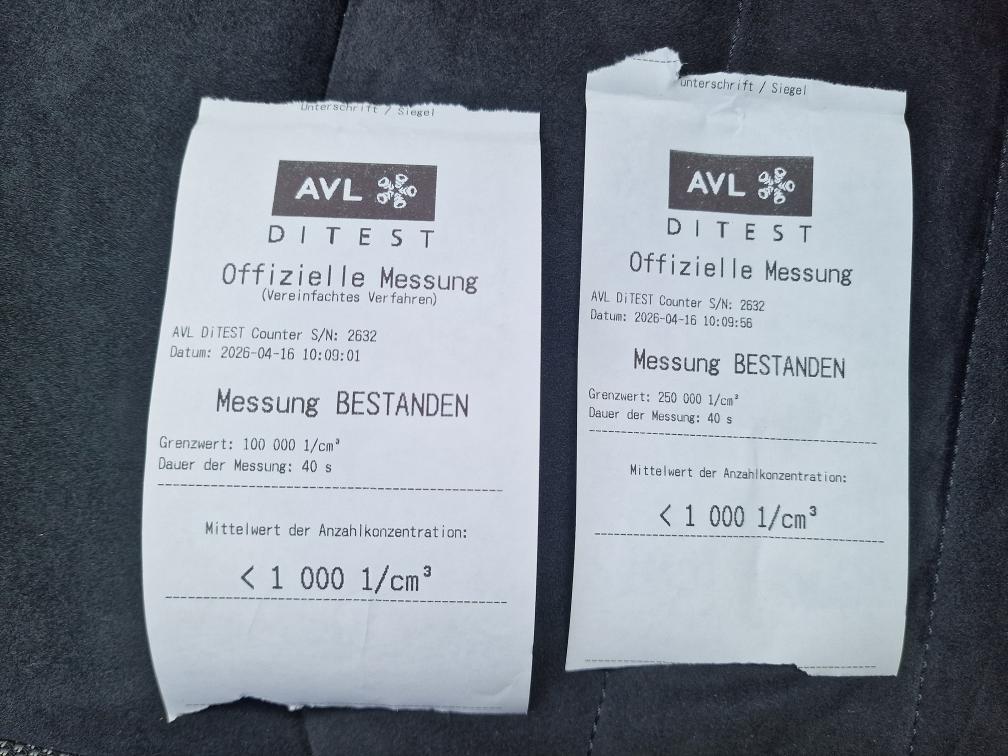 Unterschrift / Siegel
AVL
DITEST
Offizielle Messung
(Vereinfachtes Verfahren)
AVL DiTEST Counter S/N: 2632
Datum: 2026-04-16 10:09:01
Messung BESTANDEN
Grenzwert: 100 000 1/cm³
Dauer der Messung: 40 s
Mittelwert der Anzahlkonzentration:
< 1 000 1/cm³
unterschrift / Siegel
AVL
DITEST
Offizielle Messung
AVL DiTEST Counter S/N: 2632
Datum: 2026-04-16 10:09:56
Messung BESTANDEN
Grenzwert: 250 000 1/cm³
Dauer der Messung: 40 s
Mittelwert der Anzahlkonzentration:
< 1 000 1/cm³